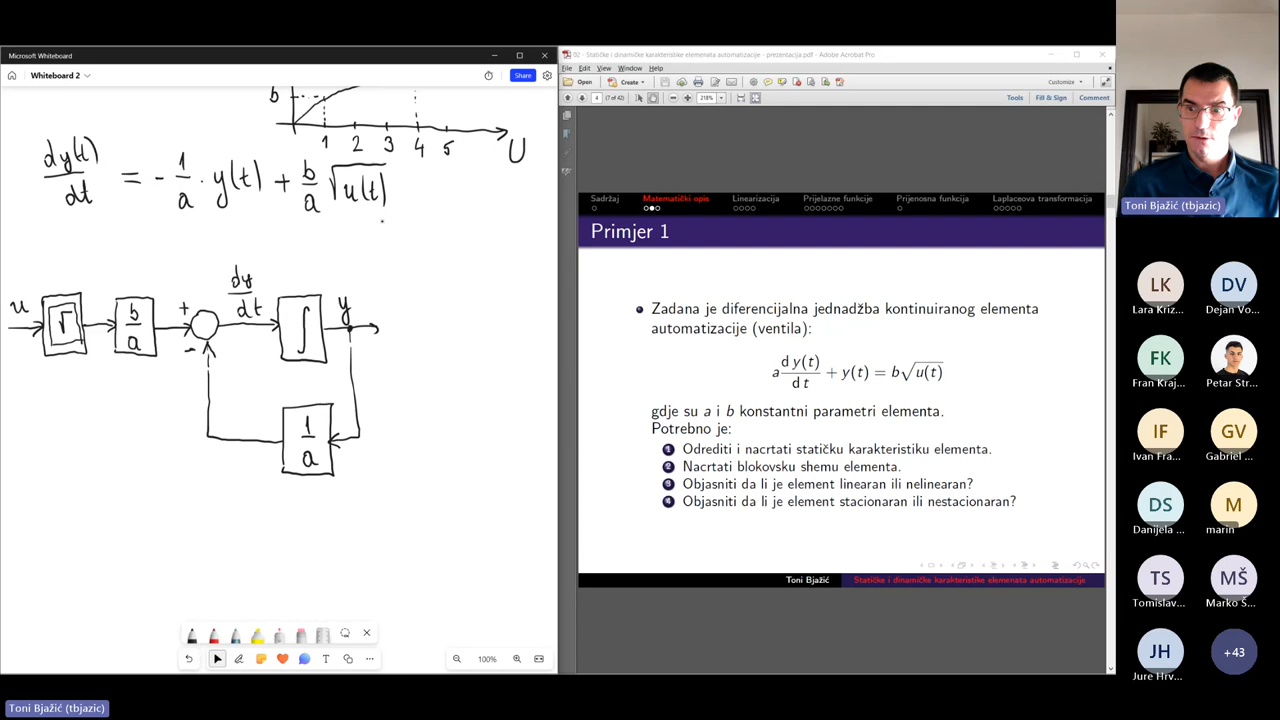 Microsoft Whiteboard
Whiteboard 2
Share
b
1 2 3 4 5
U
dy(t)/dt = - 1/a · y(t) + b/a √u(t)
u
√
b/a
+
-
dy/dt
∫
y
1/a
100%
02 - Statičke i dinamičke karakteristike elemenata automatizacije - prezentacija.pdf - Adobe Acrobat Pro
File Edit View Window Help
Open Create Customize
4 (7 of 42) 218% Tools Fill & Sign Comment
Sadržaj Matematički opis Linearizacija Prijelazne funkcije Prijenosna funkcija Laplaceova transformacija
Primjer 1
Zadana je diferencijalna jednadžba kontinuiranog elementa
automatizacije (ventila):
a d y(t)/d t + y(t) = b√u(t)
gdje su a i b konstantni parametri elementa.
Potrebno je:
1 Odrediti i nacrtati statičku karakteristiku elementa.
2 Nacrtati blokovsku shemu elementa.
3 Objasniti da li je element linearan ili nelinearan?
4 Objasniti da li je element stacionaran ili nestacionaran?
Toni Bjažić Statičke i dinamičke karakteristike elemenata automatizacije
Toni Bjažić (tbjazic)
LK DV
Lara Kriz... Dejan Vo...
FK
Fran Kraj... Petar Str...
IF GV
Ivan Fra... Gabriel ...
DS M
Danijela ... marin
TS MŠ
Tomislav... Marko Š...
JH +43
Jure Hrv...
Toni Bjažić (tbjazic)